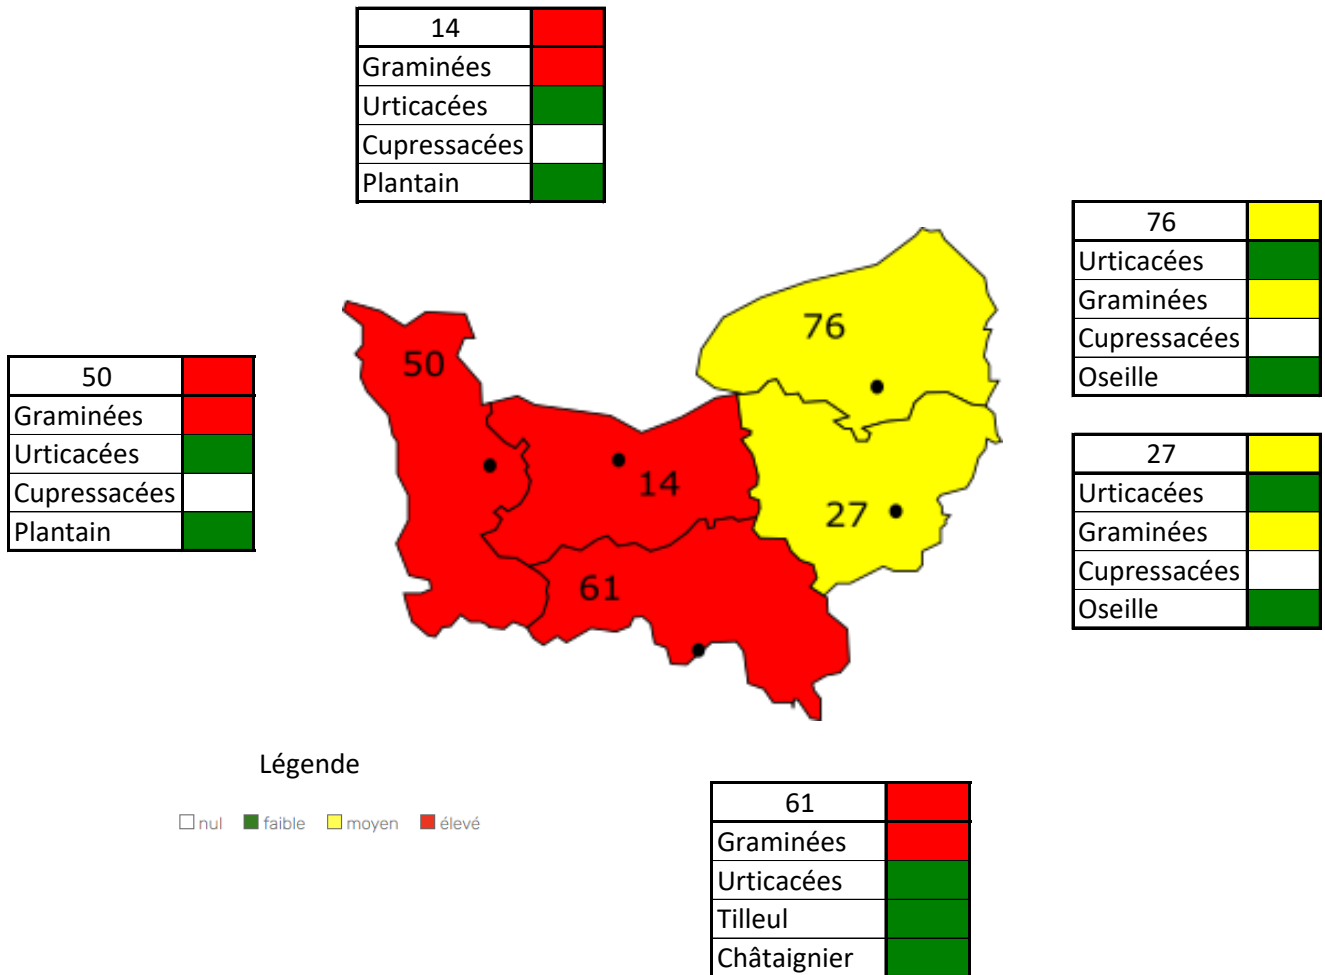 14
Graminées
Urticacées
Cupressacées
Plantain
76
Urticacées
Graminées
Cupressacées
Oseille
76
50
50
Graminées
Urticacées
Cupressacées
Plantain
14
27
27
Urticacées
Graminées
Cupressacées
Oseille
61
Légende
nul faible moyen élevé
61
Graminées
Urticacées
Tilleul
Châtaignier